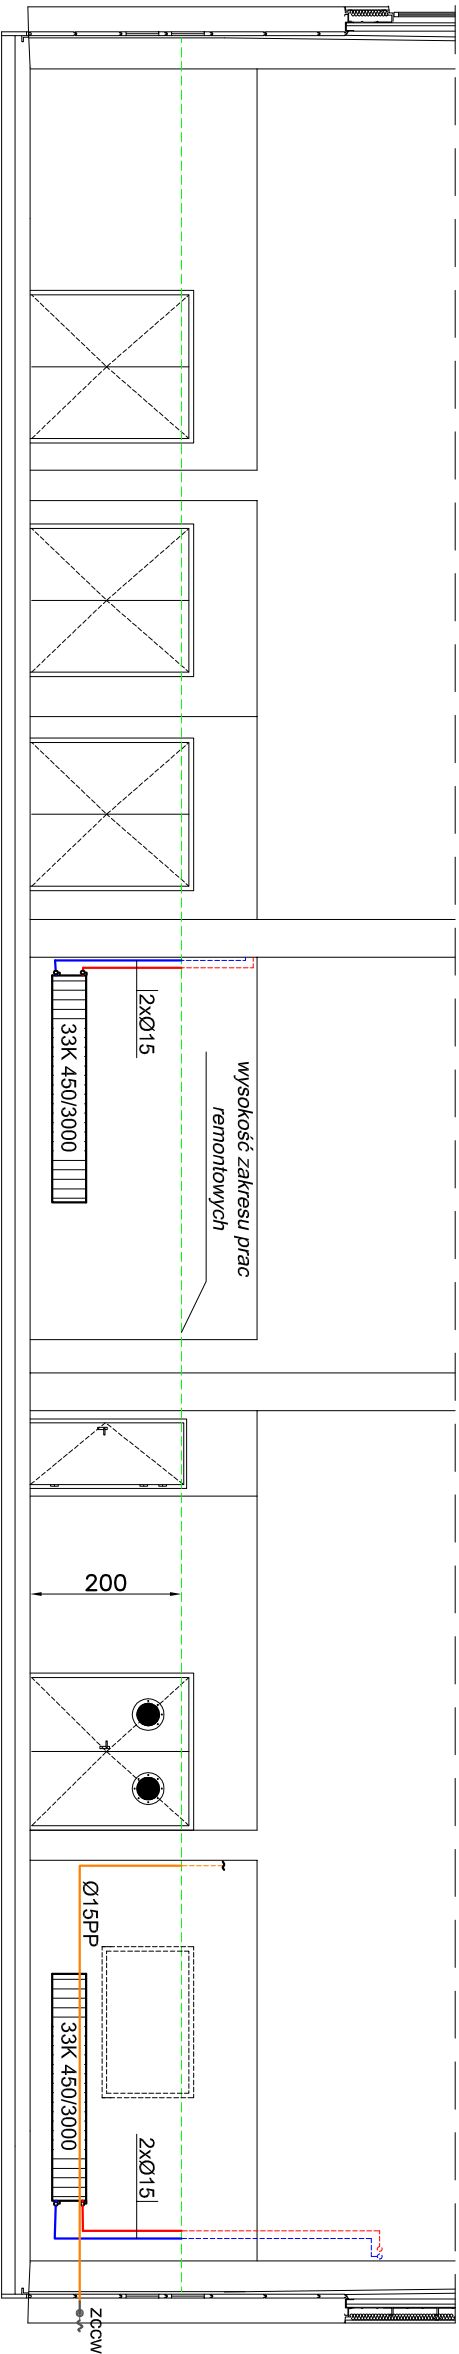 2xØ15
33K 450/3000
wysokość zakresu prac
remontowych
200
Ø15PP
33K 450/3000
2xØ15
zccw